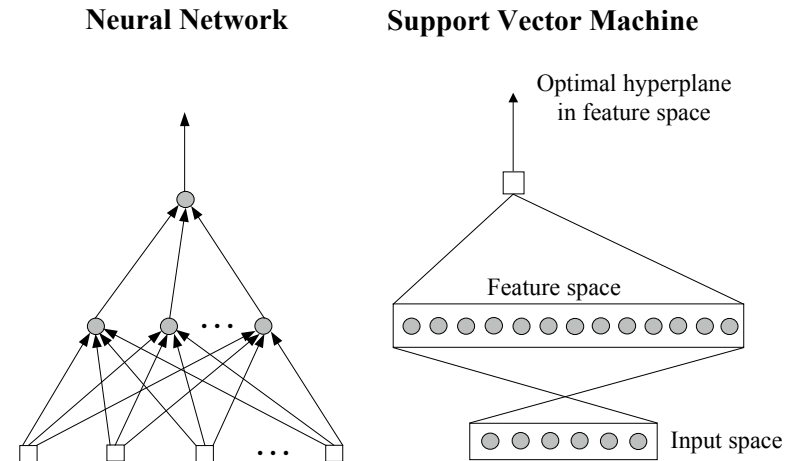 Neural Network
Support Vector Machine
Optimal hyperplane
in feature space
Feature space
. . .
Input space
. . .